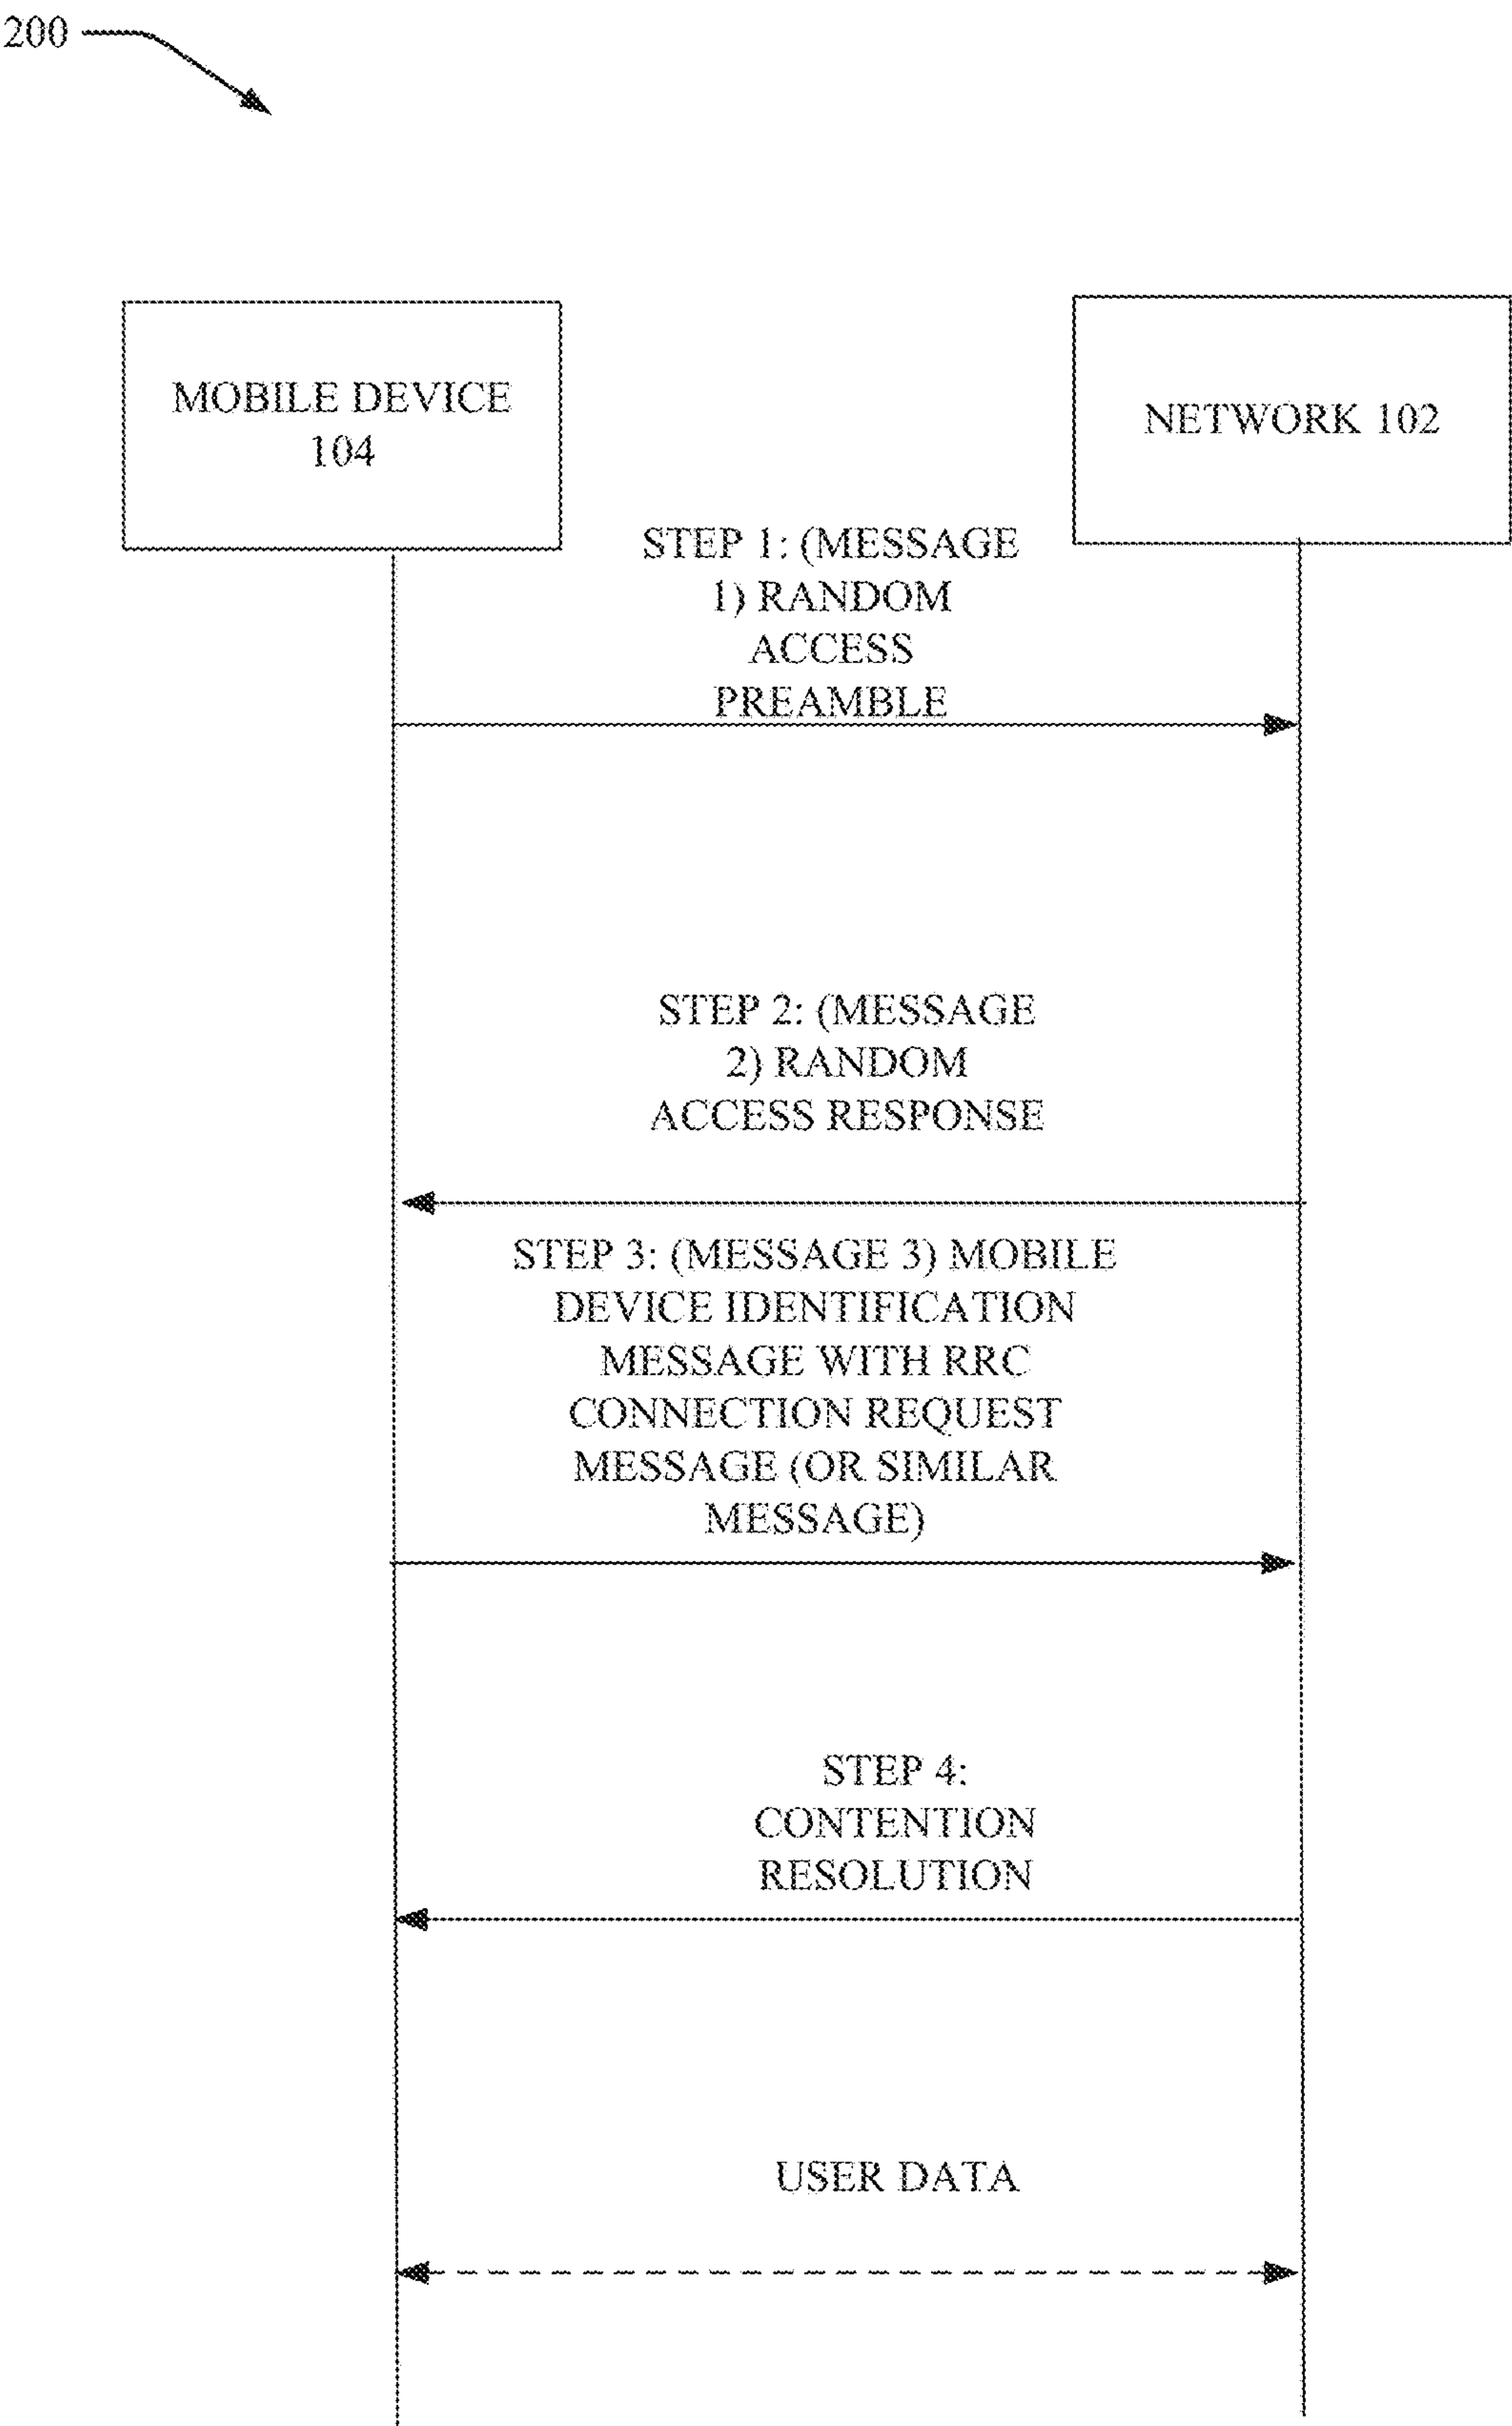 200
MOBILE DEVICE
104
NETWORK 102
STEP 1: (MESSAGE
1) RANDOM
ACCESS
PREAMBLE
STEP 2: (MESSAGE
2) RANDOM
ACCESS RESPONSE
STEP 3: (MESSAGE 3) MOBILE
DEVICE IDENTIFICATION
MESSAGE WITH RRC
CONNECTION REQUEST
MESSAGE (OR SIMILAR
MESSAGE)
STEP 4:
CONTENTION
RESOLUTION
USER DATA